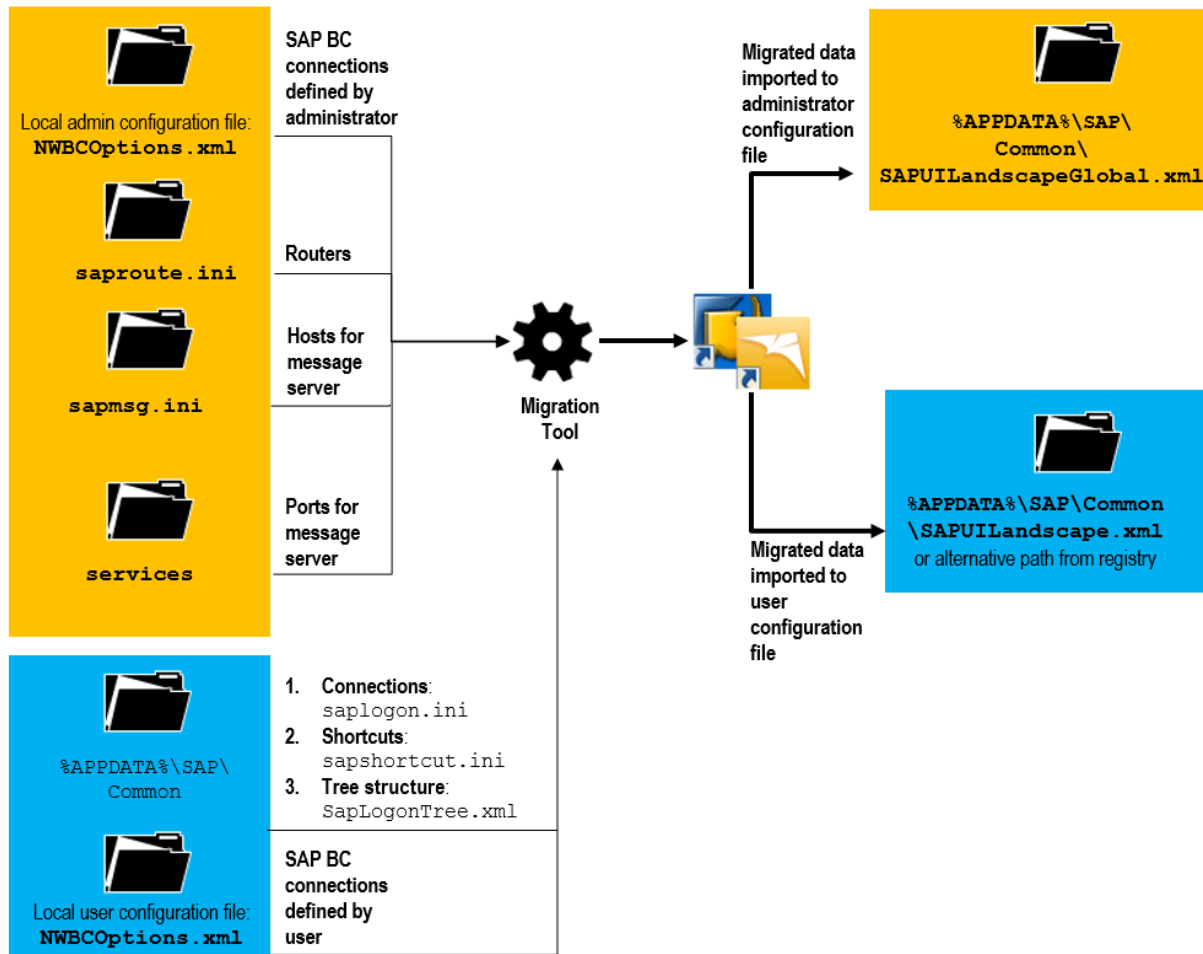 SAP BC
connections
defined by
administrator
Local admin configuration file:
NWBCOptions.xml
Routers
saproute.ini
Hosts for
message
server
sapmsg.ini
Ports for
message
server
services
Migration
Tool
Migrated data
imported to
administrator
configuration
file
%APPDATA%\SAP\
Common\
SAPUILandscapeGlobal.xml
%APPDATA%\SAP\Common
\SAPUILandscape.xml
or alternative path from registry
Migrated data
imported to
user
configuration
file
%APPDATA%\SAP\
Common
1. Connections:
saplogon.ini
2. Shortcuts:
sapshortcut.ini
3. Tree structure:
SapLogonTree.xml
SAP BC
connections
defined by
user
Local user configuration file:
NWBCOptions.xml